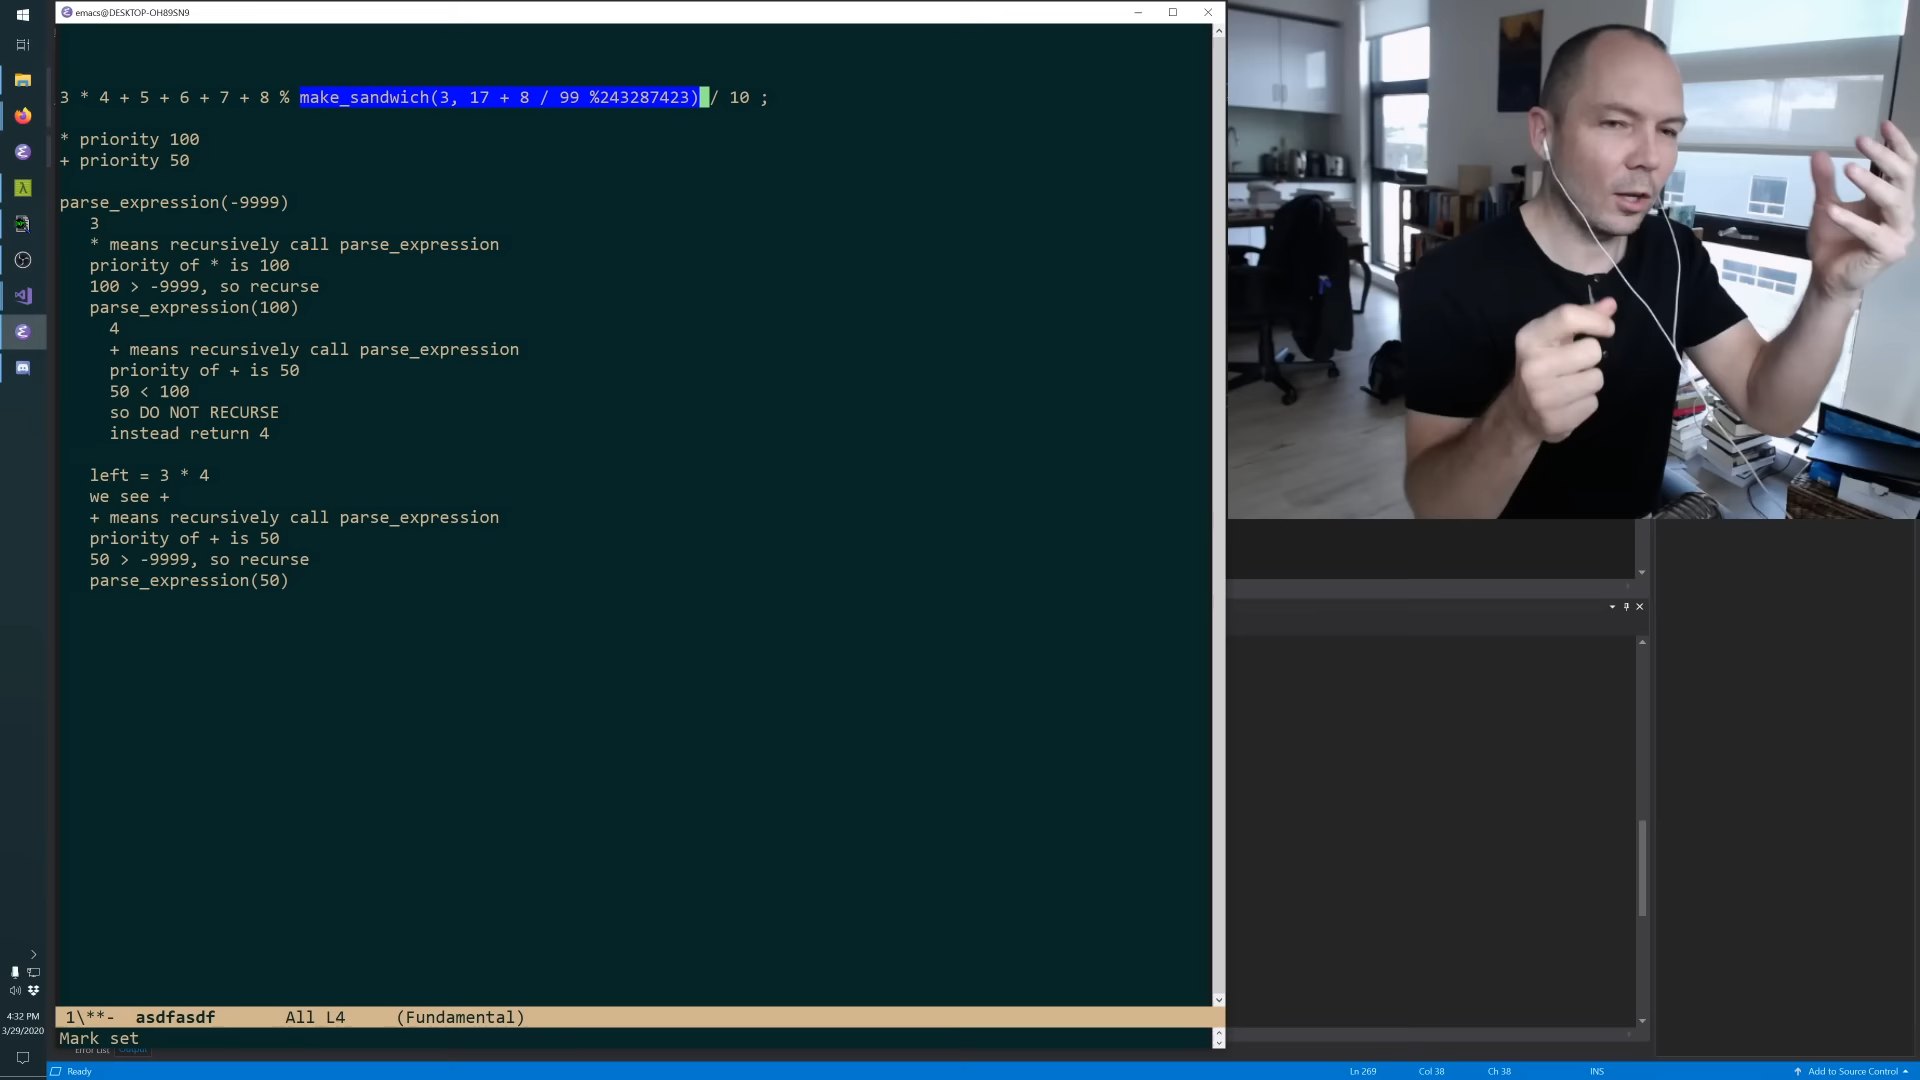 emacs@DESKTOP-OH89SN9
3 * 4 + 5 + 6 + 7 + 8 % make_sandwich(3, 17 + 8 / 99 %243287423) / 10 ;
* priority 100
+ priority 50
parse_expression(-9999)
3
* means recursively call parse_expression
priority of * is 100
100 > -9999, so recurse
parse_expression(100)
4
+ means recursively call parse_expression
priority of + is 50
50 < 100
so DO NOT RECURSE
instead return 4
left = 3 * 4
we see +
+ means recursively call parse_expression
priority of + is 50
50 > -9999, so recurse
parse_expression(50)
1\**-  asdfasdf       All L4     (Fundamental)
Mark set
Error List Output
4:32 PM
3/29/2020
Ready
Ln 269
Col 38
Ch 38
INS
Add to Source Control